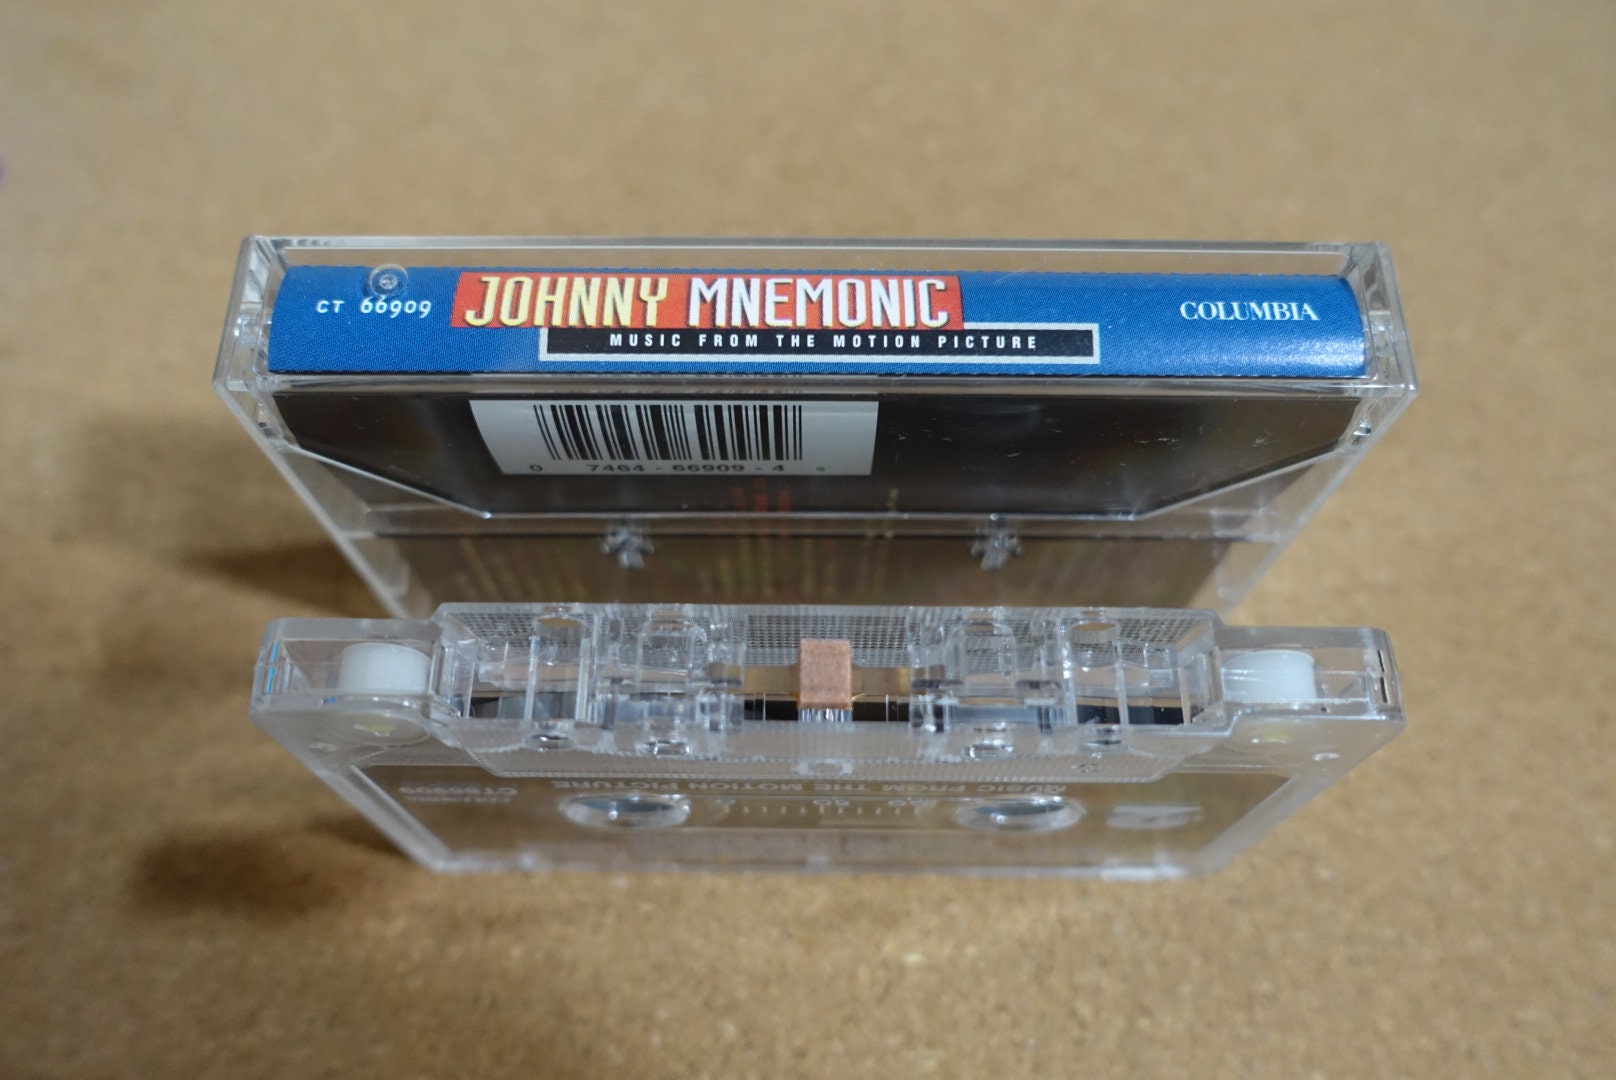 CT 66909
JOHNNY MNEMONIC
COLUMBIA
MUSIC FROM THE MOTION PICTURE
0 7464-66909-4
MUSIC FROM THE MOTION PICTURE
CT66909